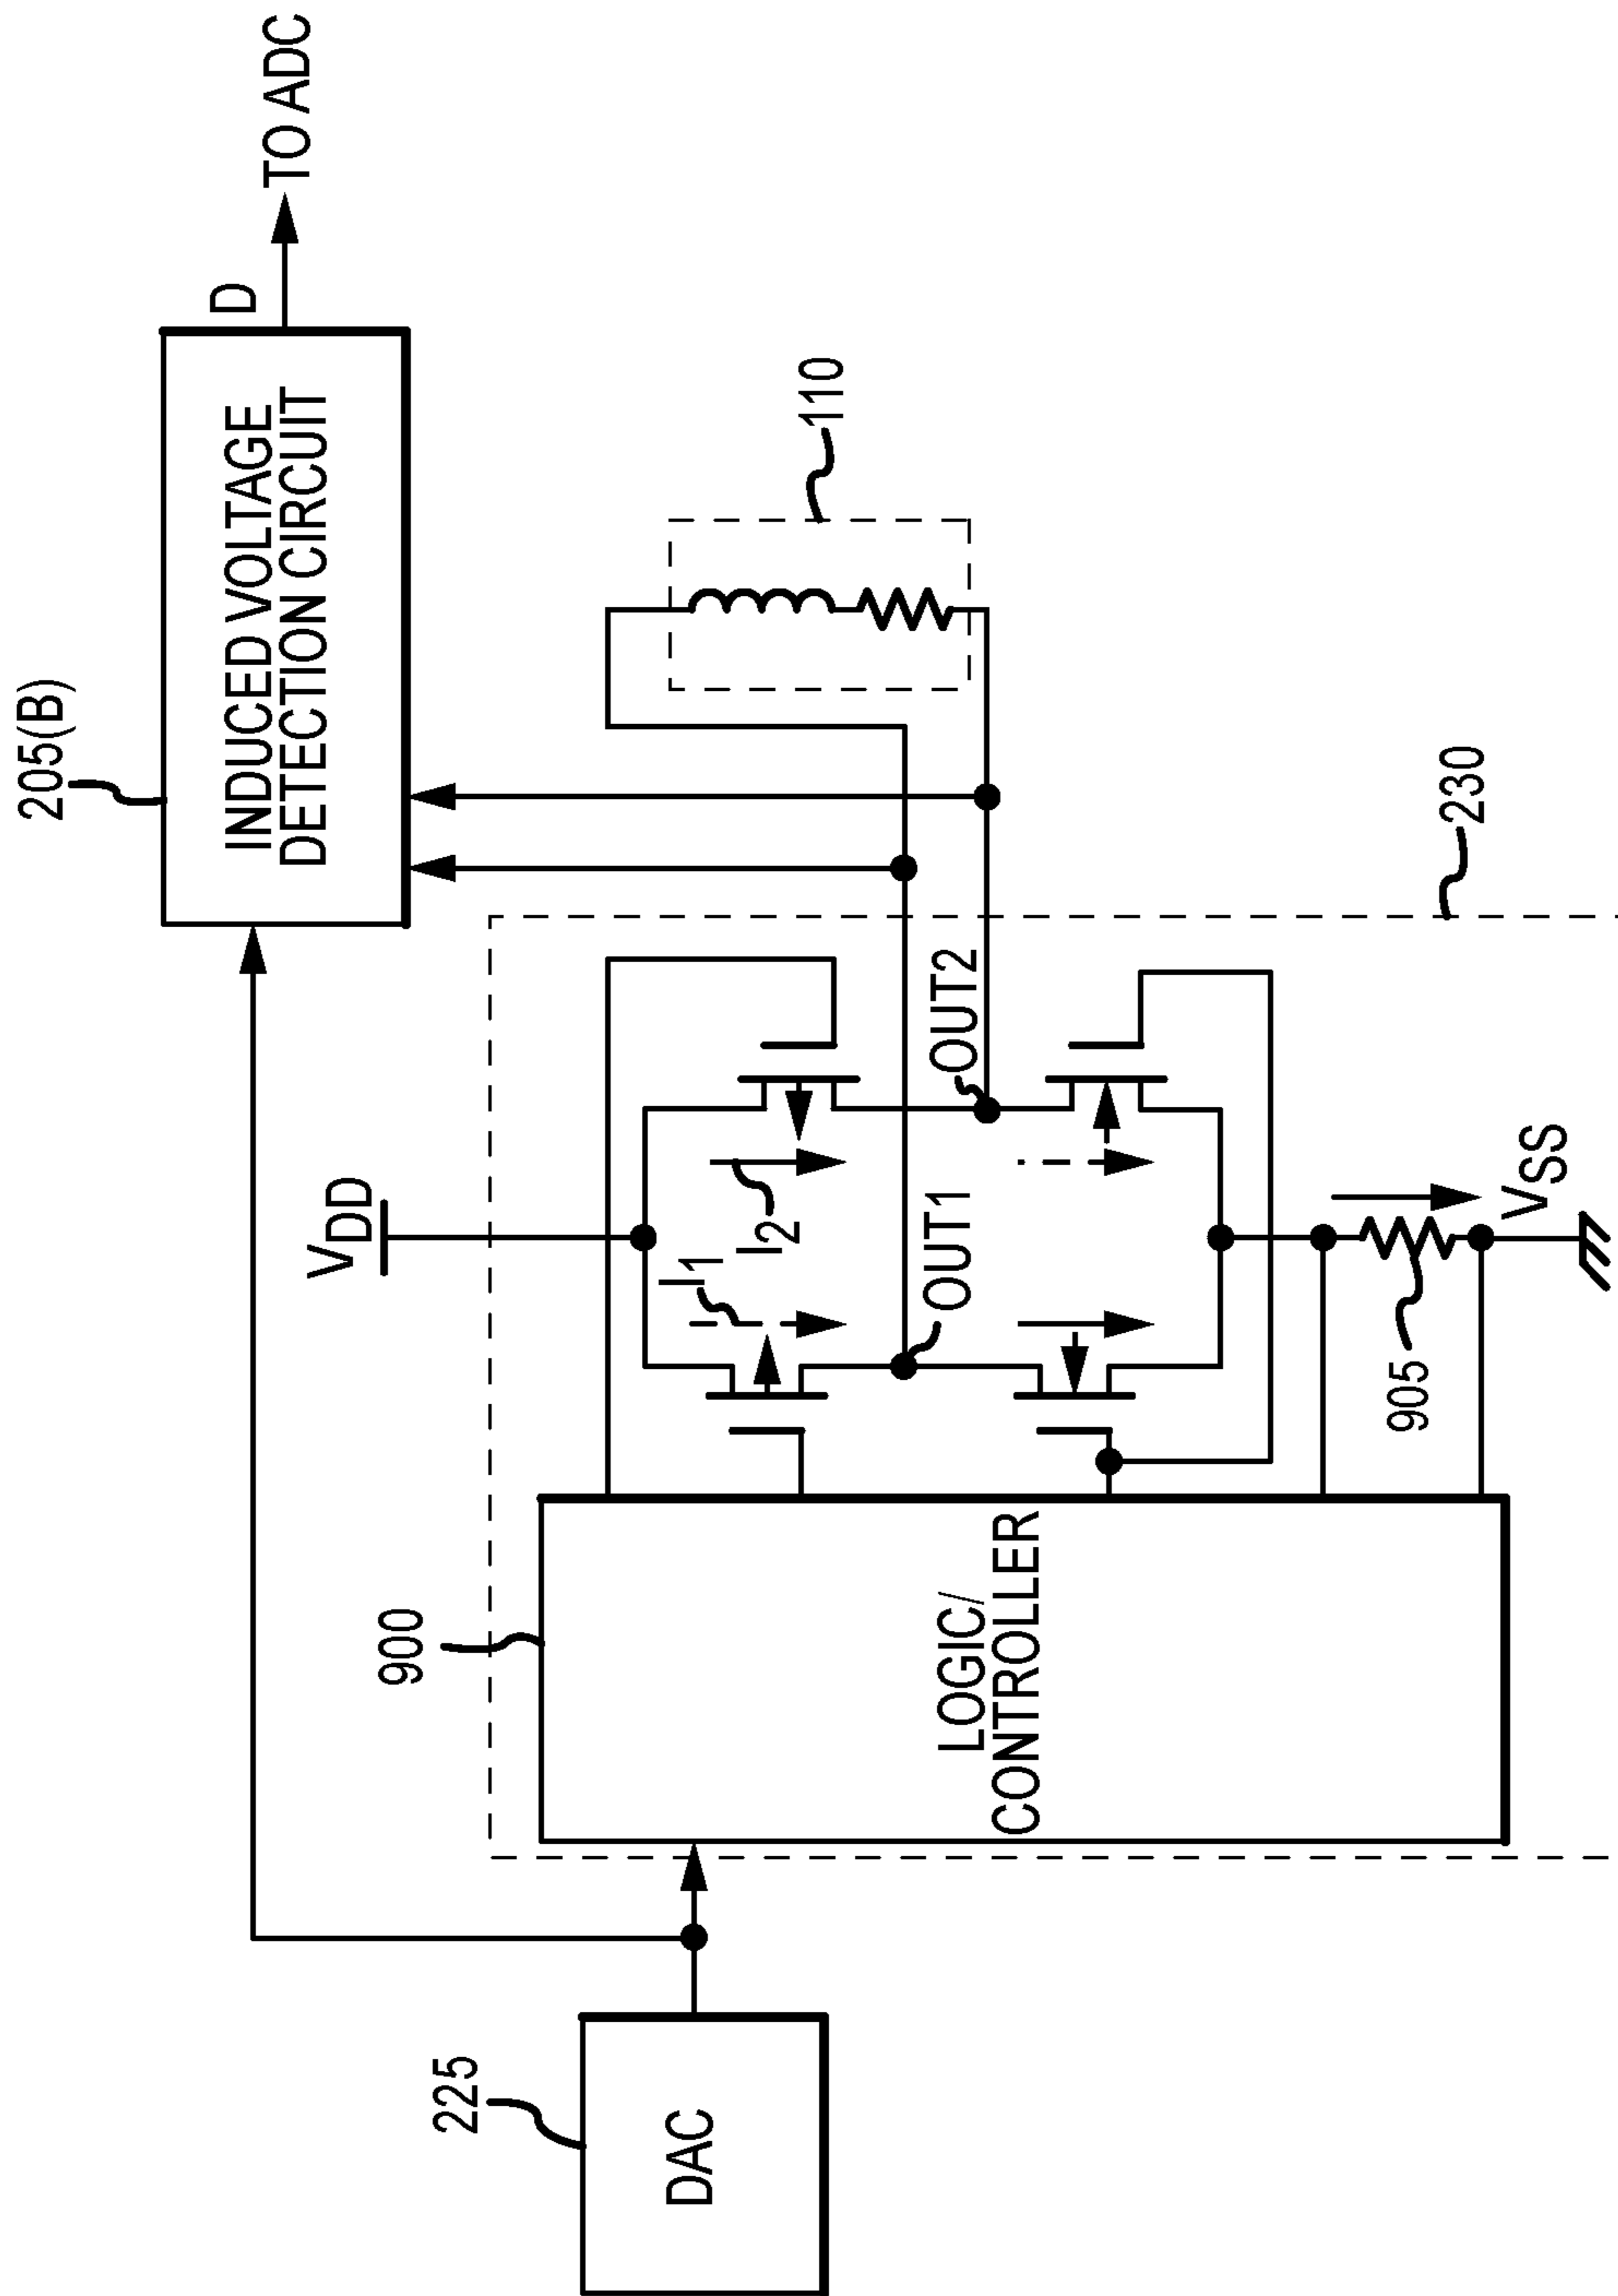 205(B)
INDUCED VOLTAGE
DETECTION CIRCUIT
D
TO ADC
110
230
VDD
I1
I2
OUT1
OUT2
VSS
905
900
LOGIC/
CONTROLLER
225
DAC